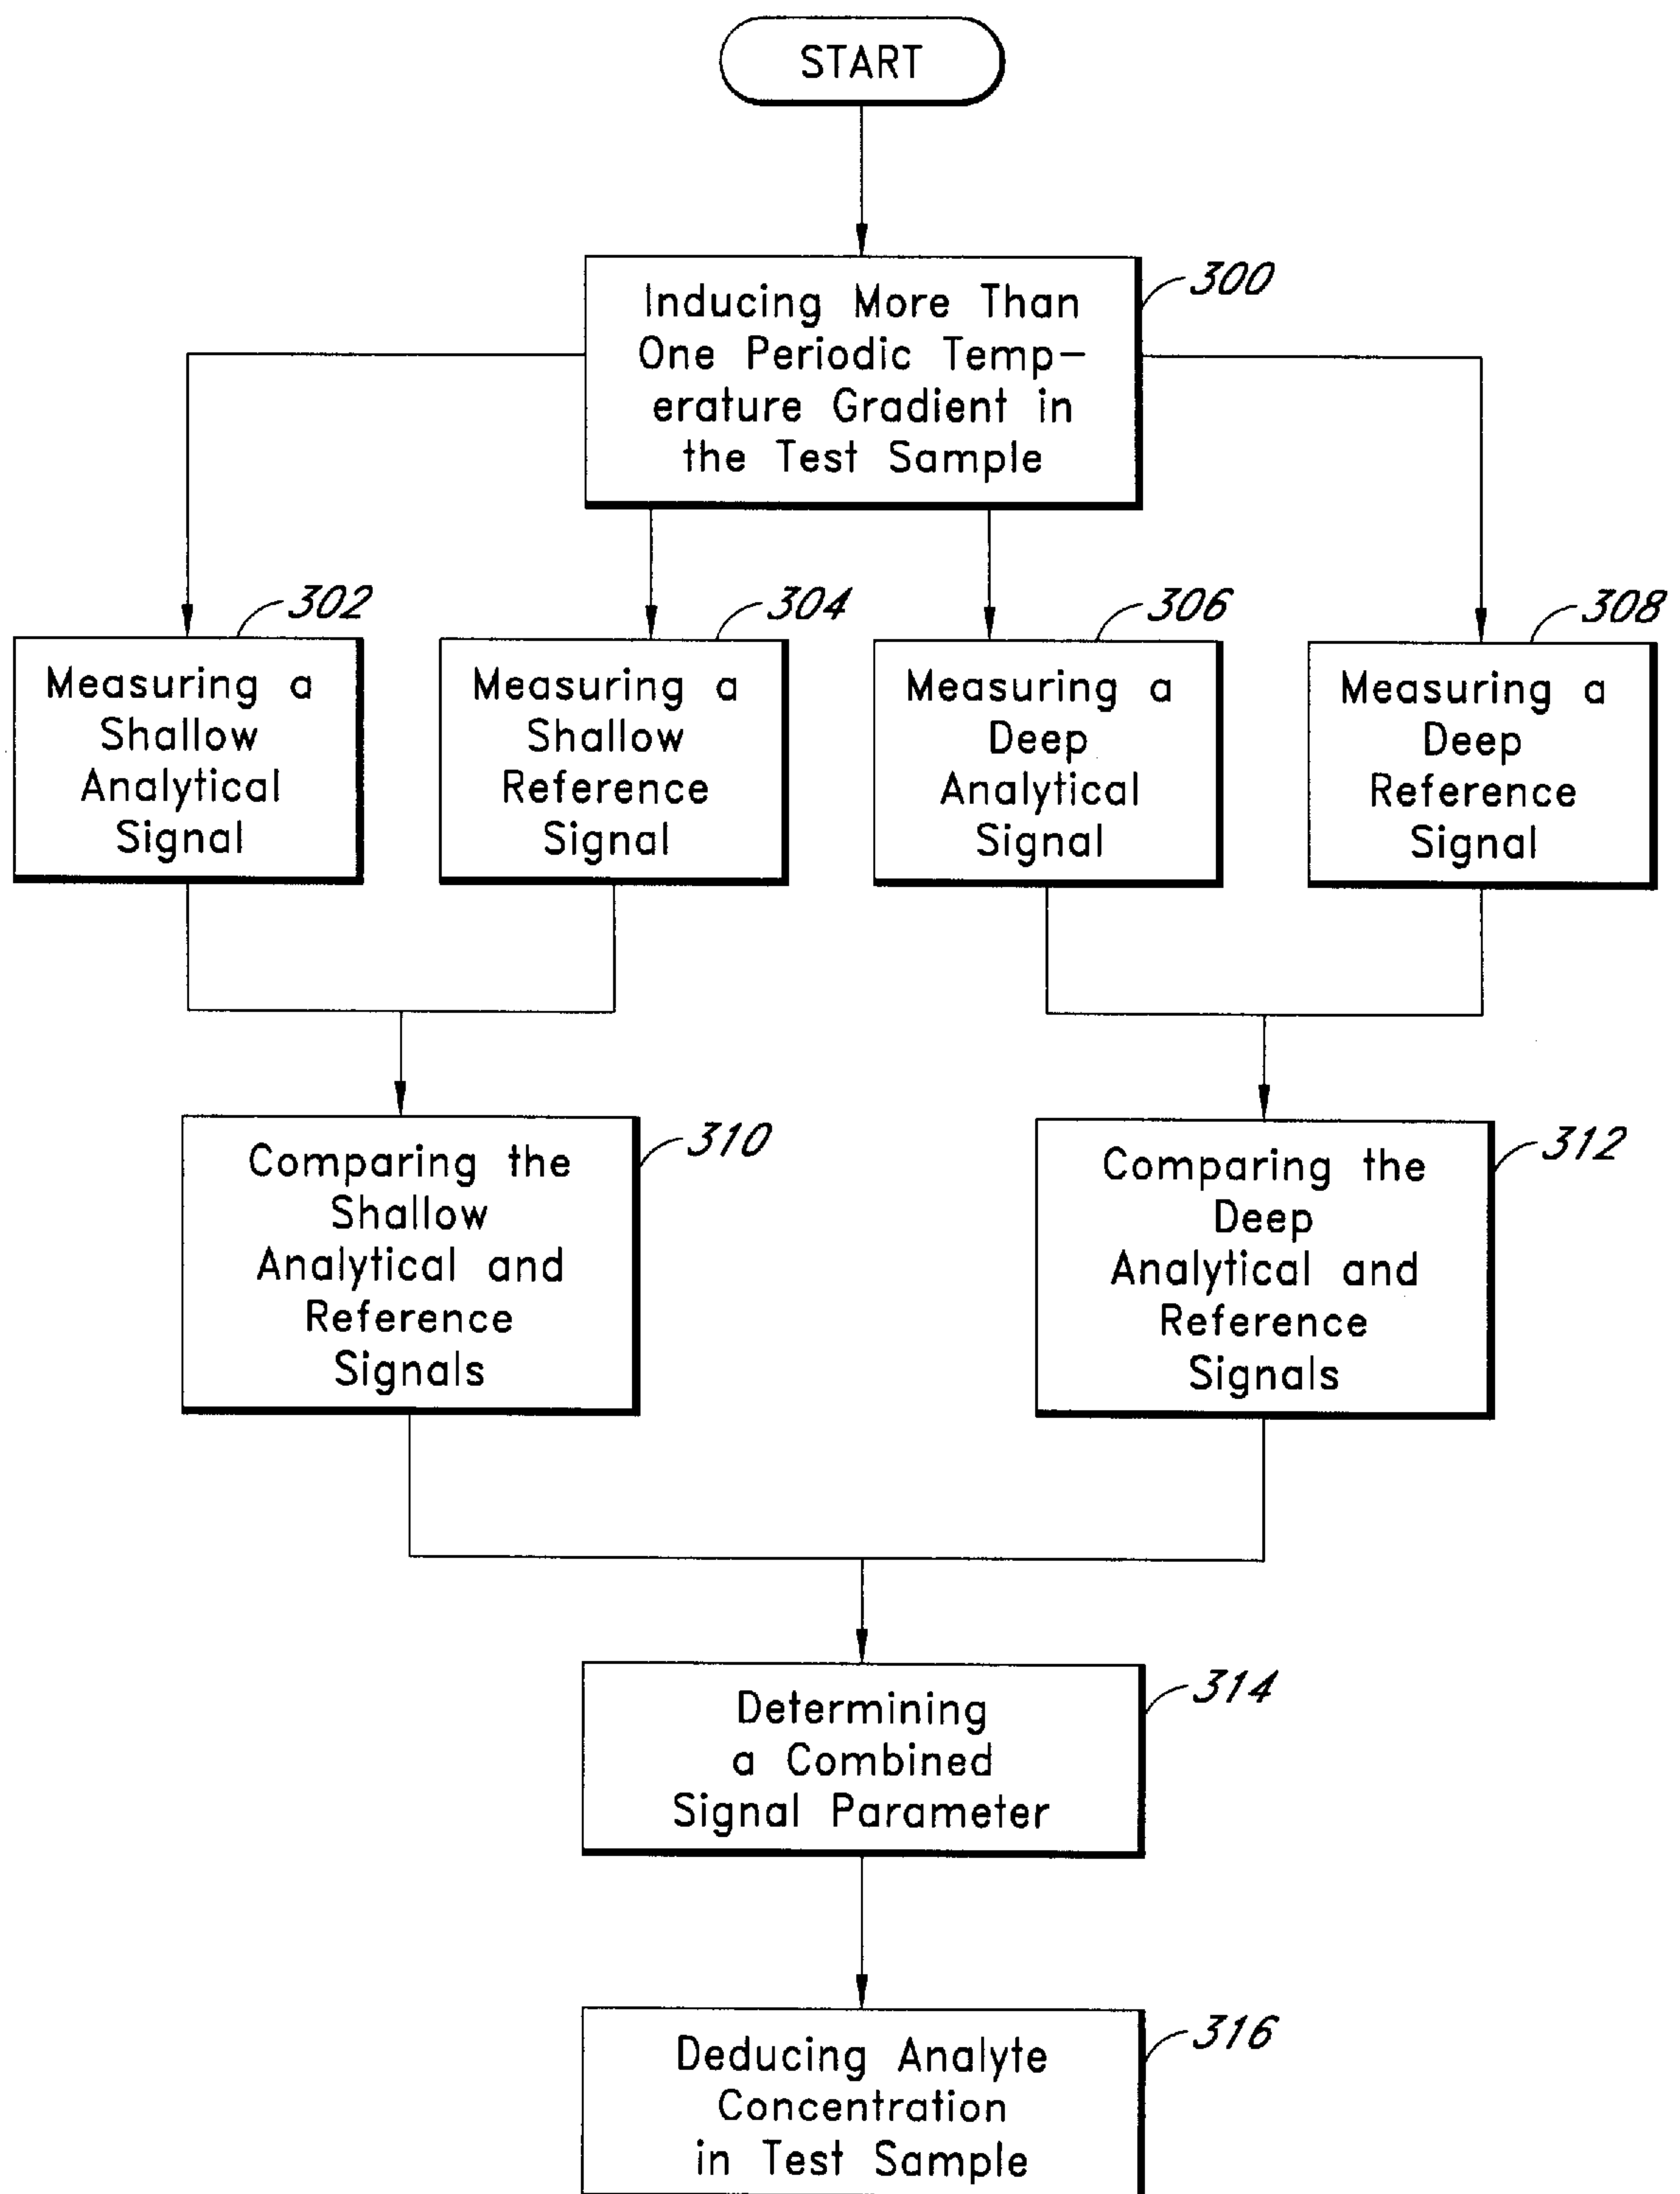 START
300
Inducing More Than
One Periodic Temp-
erature Gradient in
the Test Sample
302
Measuring a
Shallow
Analytical
Signal
304
Measuring a
Shallow
Reference
Signal
306
Measuring a
Deep
Analytical
Signal
308
Measuring a
Deep
Reference
Signal
310
Comparing the
Shallow
Analytical and
Reference
Signals
312
Comparing the
Deep
Analytical and
Reference
Signals
314
Determining
a Combined
Signal Parameter
316
Deducing Analyte
Concentration
in Test Sample